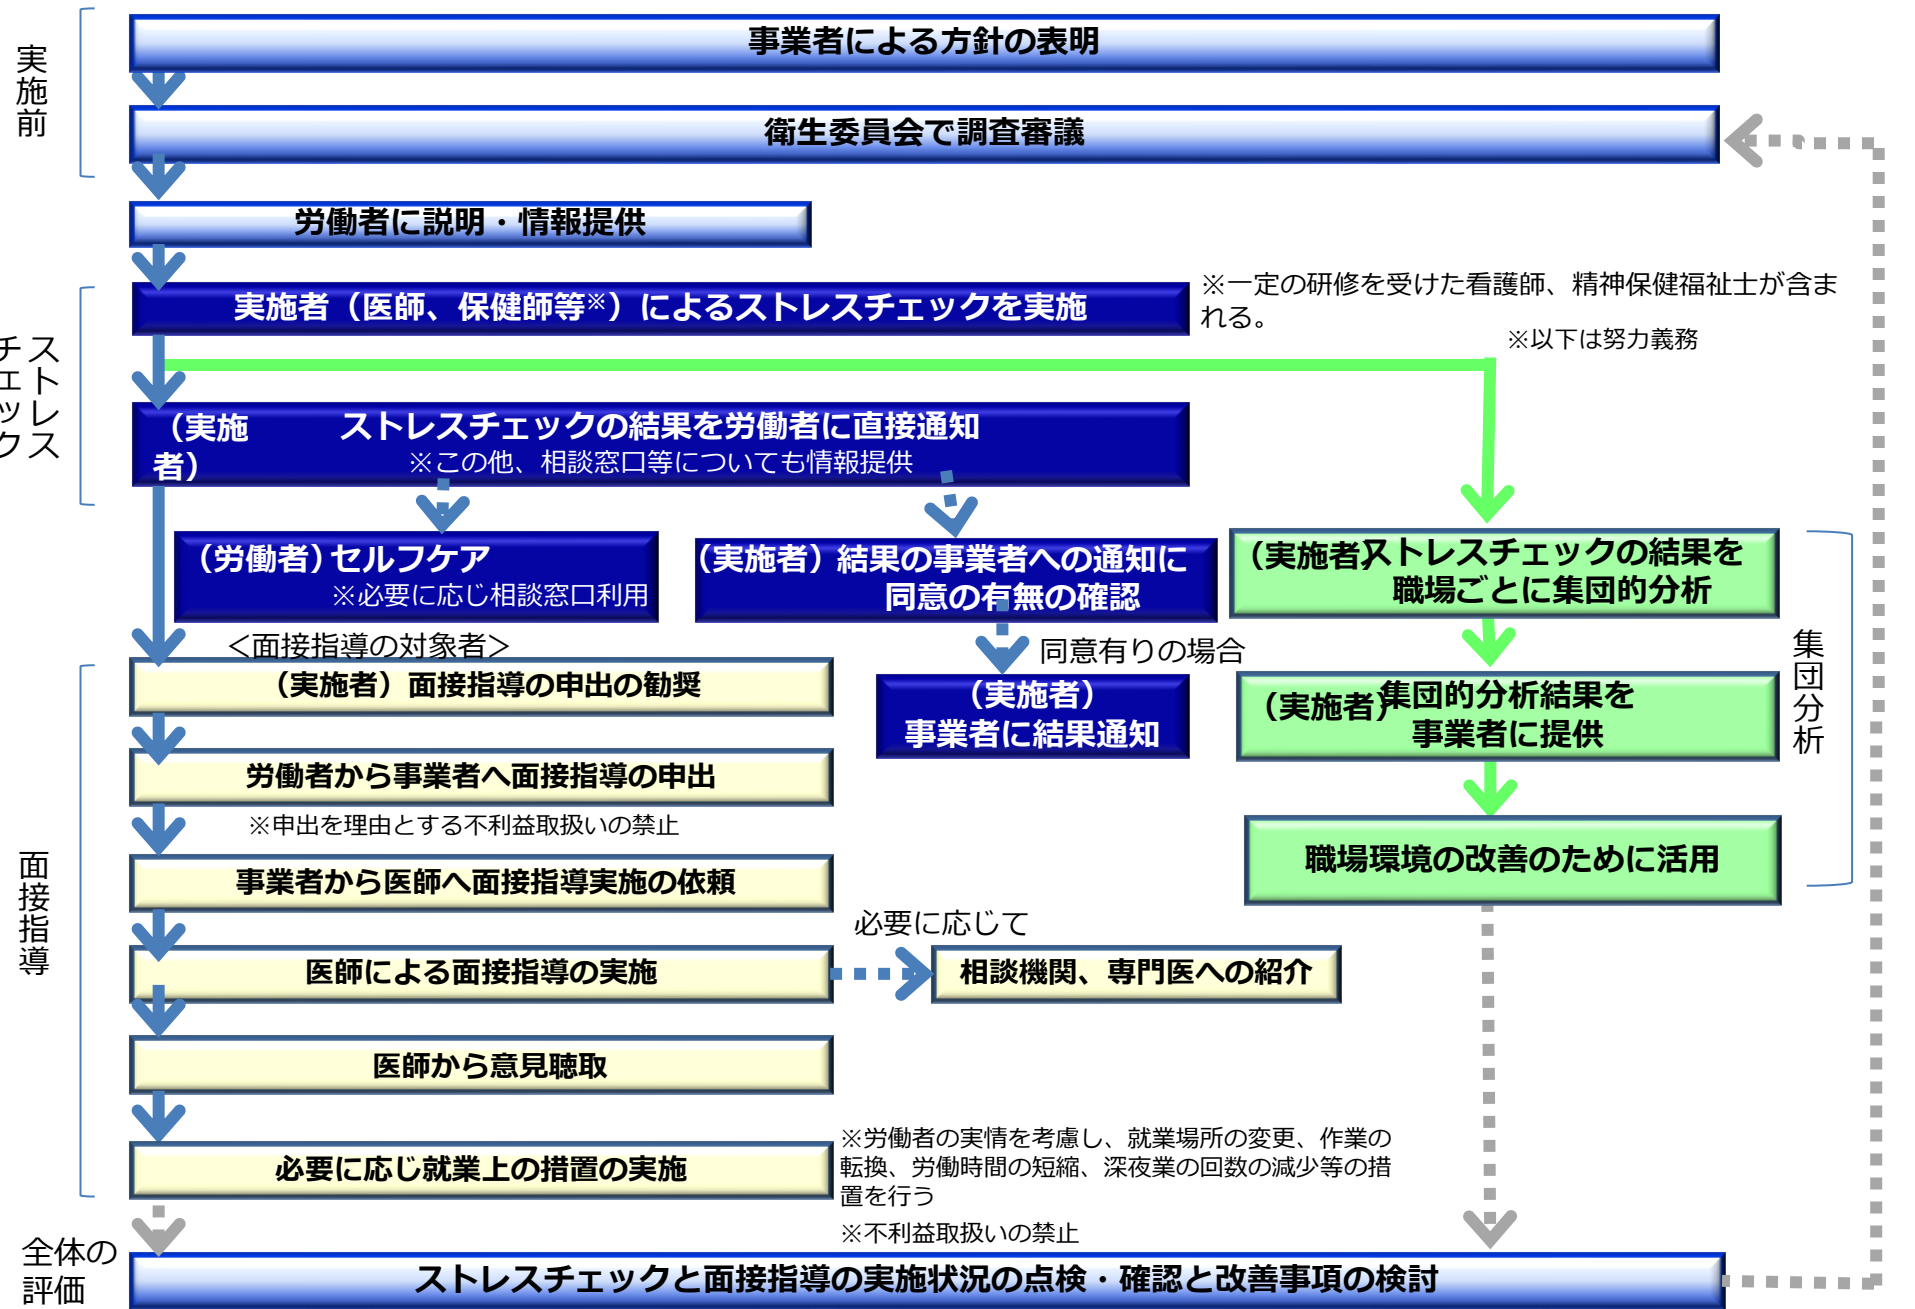 実施前
事業者による方針の表明
衛生委員会で調査審議
労働者に説明・情報提供
ストレス
チェック
実施者（医師、保健師等※）によるストレスチェックを実施
※一定の研修を受けた看護師、精神保健福祉士が含ま
れる。
※以下は努力義務
（実施
者）
ストレスチェックの結果を労働者に直接通知
※この他、相談窓口等についても情報提供
（労働者）セルフケア
※必要に応じ相談窓口利用
（実施者）結果の事業者への通知に
同意の有無の確認
同意有りの場合
（実施者）
事業者に結果通知
（実施者）ストレスチェックの結果を
職場ごとに集団的分析
（実施者）集団的分析結果を
事業者に提供
職場環境の改善のために活用
集団分析
面接指導
＜面接指導の対象者＞
（実施者）面接指導の申出の勧奨
労働者から事業者へ面接指導の申出
※申出を理由とする不利益取扱いの禁止
事業者から医師へ面接指導実施の依頼
医師による面接指導の実施
必要に応じて
相談機関、専門医への紹介
医師から意見聴取
必要に応じ就業上の措置の実施
※労働者の実情を考慮し、就業場所の変更、作業の
転換、労働時間の短縮、深夜業の回数の減少等の措
置を行う
※不利益取扱いの禁止
全体の
評価
ストレスチェックと面接指導の実施状況の点検・確認と改善事項の検討